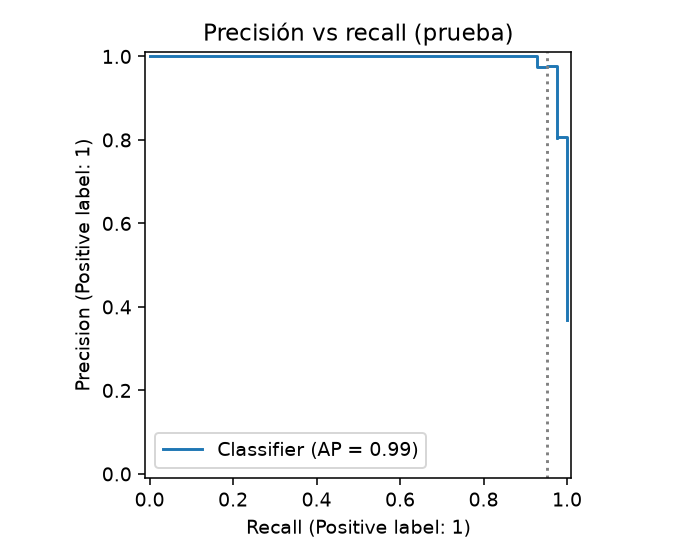 Precisión vs recall (prueba)
1.0
0.8
0.6
0.4
0.2
0.0
Precision (Positive label: 1)
Classifier (AP = 0.99)
0.0 0.2 0.4 0.6 0.8 1.0
Recall (Positive label: 1)